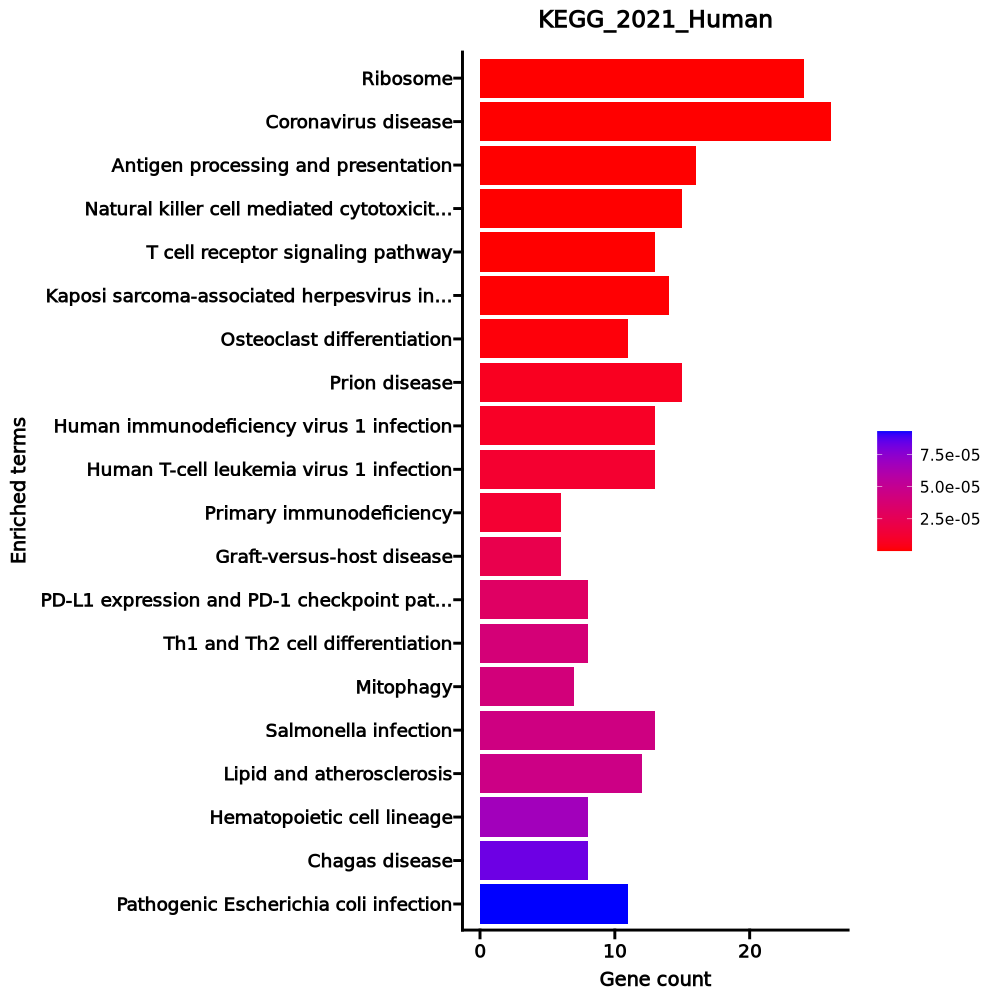 KEGG_2021_Human
Ribosome
Coronavirus disease
Antigen processing and presentation
Natural killer cell mediated cytotoxicit...
T cell receptor signaling pathway
Kaposi sarcoma-associated herpesvirus in...
Osteoclast differentiation
Prion disease
Human immunodeficiency virus 1 infection
Human T-cell leukemia virus 1 infection
Primary immunodeficiency
Graft-versus-host disease
PD-L1 expression and PD-1 checkpoint pat...
Th1 and Th2 cell differentiation
Mitophagy
Salmonella infection
Lipid and atherosclerosis
Hematopoietic cell lineage
Chagas disease
Pathogenic Escherichia coli infection
Enriched terms
0 10 20
Gene count
7.5e-05
5.0e-05
2.5e-05